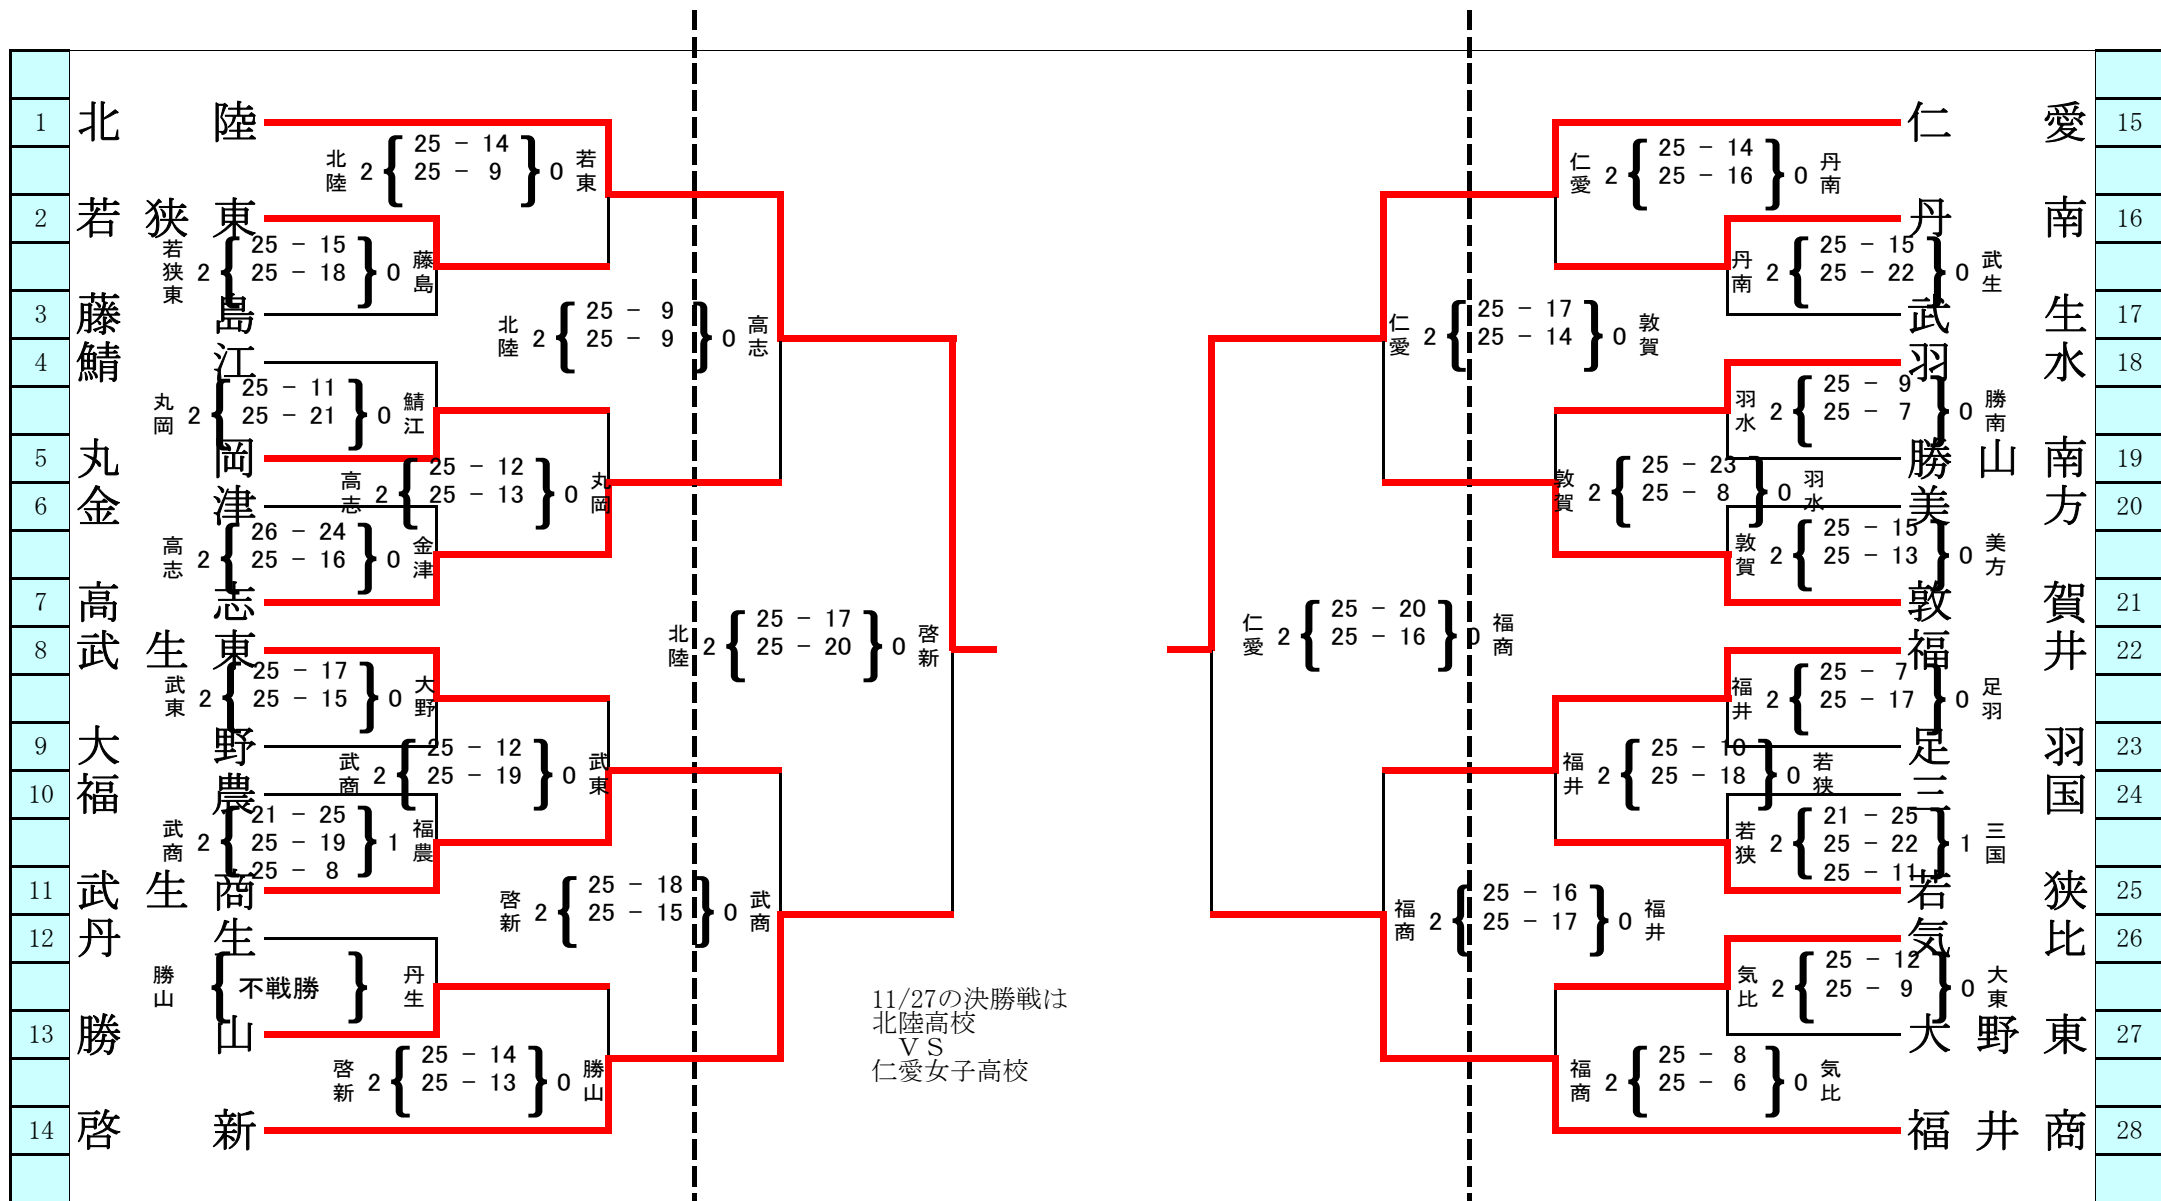 1 北陸
2 若狭東
3 藤島
4 鯖江
5 丸岡
6 金津
7 高志
8 武生東
9 大野
10 福農
11 武生商
12 丹生
13 勝山
14 啓新
北陸 2 { 25 - 14 } 0 若東
25 - 9
若狭東 2 { 25 - 15 } 0 藤島
25 - 18
北陸 2 { 25 - 9 } 0 高志
25 - 9
丸岡 2 { 25 - 11 } 0 鯖江
25 - 21
高志 2 { 25 - 12 } 0 丸岡
25 - 13
高志 2 { 26 - 24 } 0 金津
25 - 16
北陸 2 { 25 - 17 } 0 啓新
25 - 20
武東 2 { 25 - 17 } 0 大野
25 - 15
武商 2 { 25 - 12 } 0 武東
25 - 19
武商 2 { 21 - 25 } 1 福農
25 - 19
25 - 8
啓新 2 { 25 - 18 } 0 武商
25 - 15
勝山 { 不戦勝 } 丹生
啓新 2 { 25 - 14 } 0 勝山
25 - 13
11/27の決勝戦は
北陸高校
ＶＳ
仁愛女子高校
仁愛 15
丹南 16
武生 17
羽水 18
勝山南 19
美方 20
敦賀 21
福井 22
足羽 23
三国 24
若狭 25
気比 26
大野東 27
福井商 28
仁愛 2 { 25 - 14 } 0 丹南
25 - 16
丹南 2 { 25 - 15 } 0 武生
25 - 22
仁愛 2 { 25 - 17 } 0 敦賀
25 - 14
羽水 2 { 25 - 9 } 0 勝南
25 - 7
敦賀 2 { 25 - 23 } 0 羽水
25 - 8
敦賀 2 { 25 - 15 } 0 美方
25 - 13
仁愛 2 { 25 - 20 } 0 福商
25 - 16
福井 2 { 25 - 7 } 0 足羽
25 - 17
福井 2 { 25 - 10 } 0 若狭
25 - 18
若狭 2 { 21 - 25 } 1 三国
25 - 22
25 - 11
福商 2 { 25 - 16 } 0 福井
25 - 17
気比 2 { 25 - 12 } 0 大東
25 - 9
福商 2 { 25 - 8 } 0 気比
25 - 6